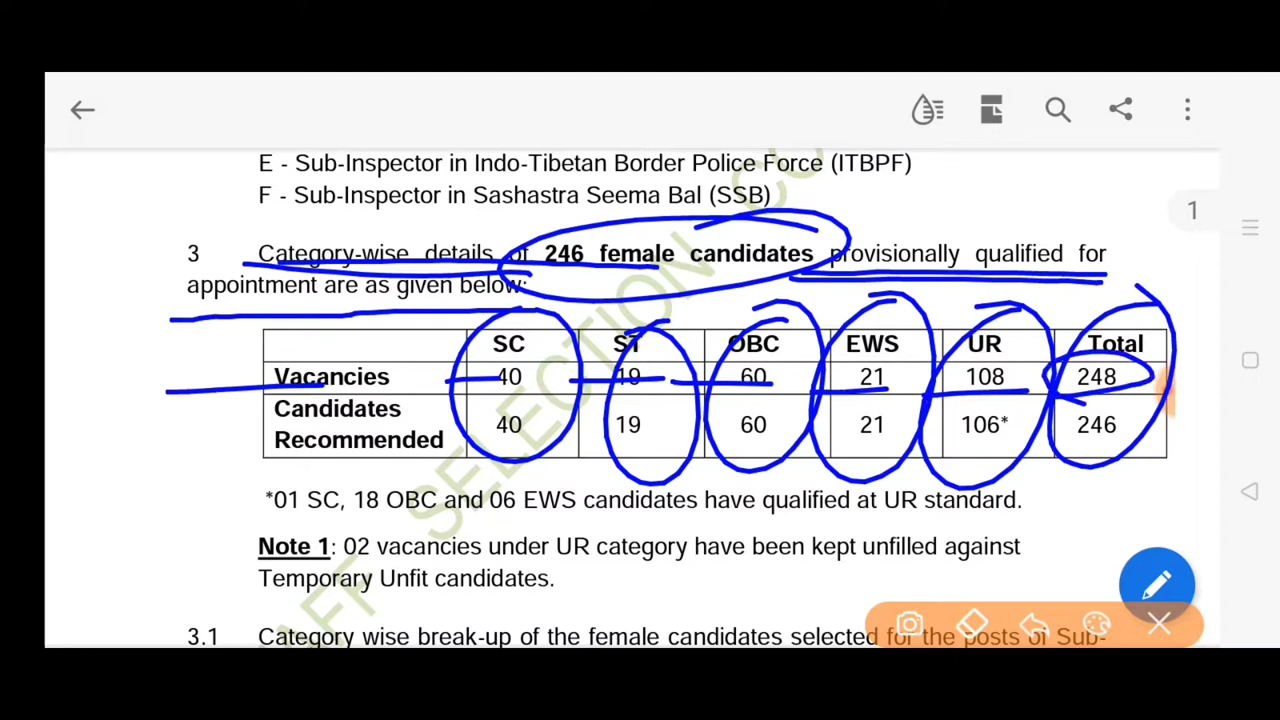 E - Sub-Inspector in Indo-Tibetan Border Police Force (ITBPF)
F - Sub-Inspector in Sashastra Seema Bal (SSB)
1
3 Category-wise details of 246 female candidates provisionally qualified for
appointment are as given below:
SC ST OBC EWS UR Total
Vacancies 40 19 60 21 108 248
Candidates Recommended 40 19 60 21 106* 246
*01 SC, 18 OBC and 06 EWS candidates have qualified at UR standard.
Note 1: 02 vacancies under UR category have been kept unfilled against
Temporary Unfit candidates.
3.1 Category wise break-up of the female candidates selected for the posts of Sub-
SELECTION